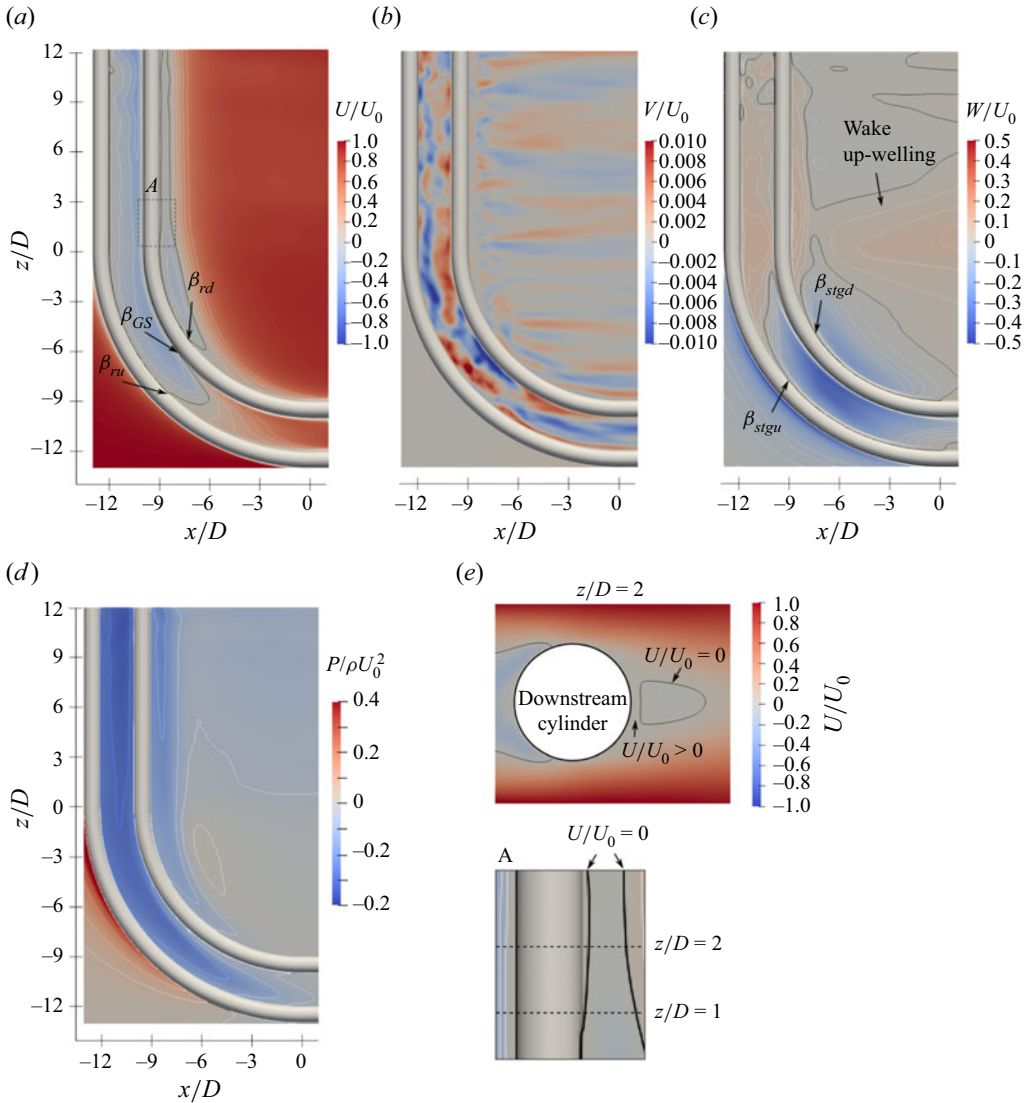 (a)
12
9
6
3
0
−3
−6
−9
−12
z/D
−12 −9 −6 −3 0
x/D
A
β_rd
β_GS
β_ru
U/U_0
1.0
0.8
0.6
0.4
0.2
0
−0.2
−0.4
−0.6
−0.8
−1.0
(b)
−12 −9 −6 −3 0
x/D
V/U_0
0.010
0.008
0.006
0.004
0.002
0
−0.002
−0.004
−0.006
−0.008
−0.010
(c)
Wake
up-welling
β_stgd
β_stgu
−12 −9 −6 −3 0
x/D
W/U_0
0.5
0.4
0.3
0.2
0.1
0
−0.1
−0.2
−0.3
−0.4
−0.5
(d)
12
9
6
3
0
−3
−6
−9
−12
z/D
−12 −9 −6 −3 0
x/D
P/ρU_0^2
0.4
0.2
0
−0.2
−0.2
(e)
z/D = 2
U/U_0 = 0
Downstream
cylinder
U/U_0 > 0
1.0
0.8
0.6
0.4
0.2
0
−0.2
−0.4
−0.6
−0.8
−1.0
U/U_0
U/U_0 = 0
A
z/D = 2
z/D = 1